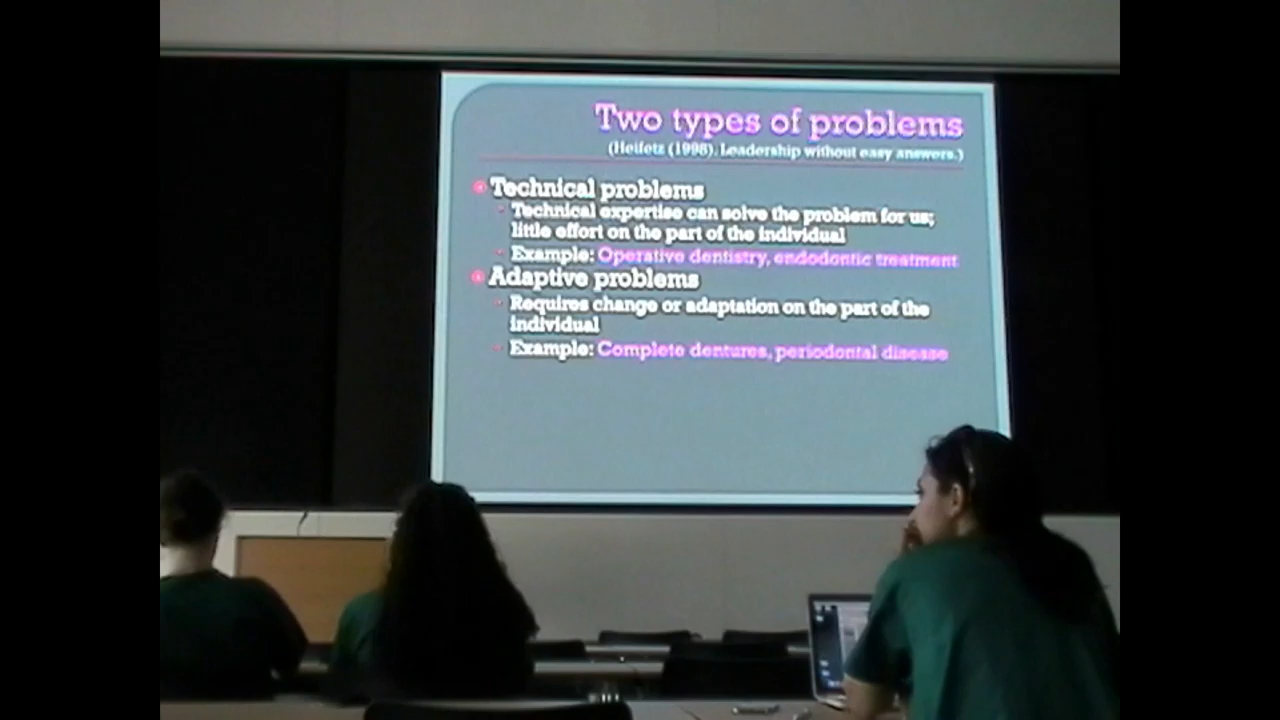 Two types of problems
(Heifetz (1998). Leadership without easy answers.)
Technical problems
Technical expertise can solve the problem for us;
little effort on the part of the individual
Example: Operative dentistry, endodontic treatment
Adaptive problems
Requires change or adaptation on the part of the
individual
Example: Complete dentures, periodontal disease